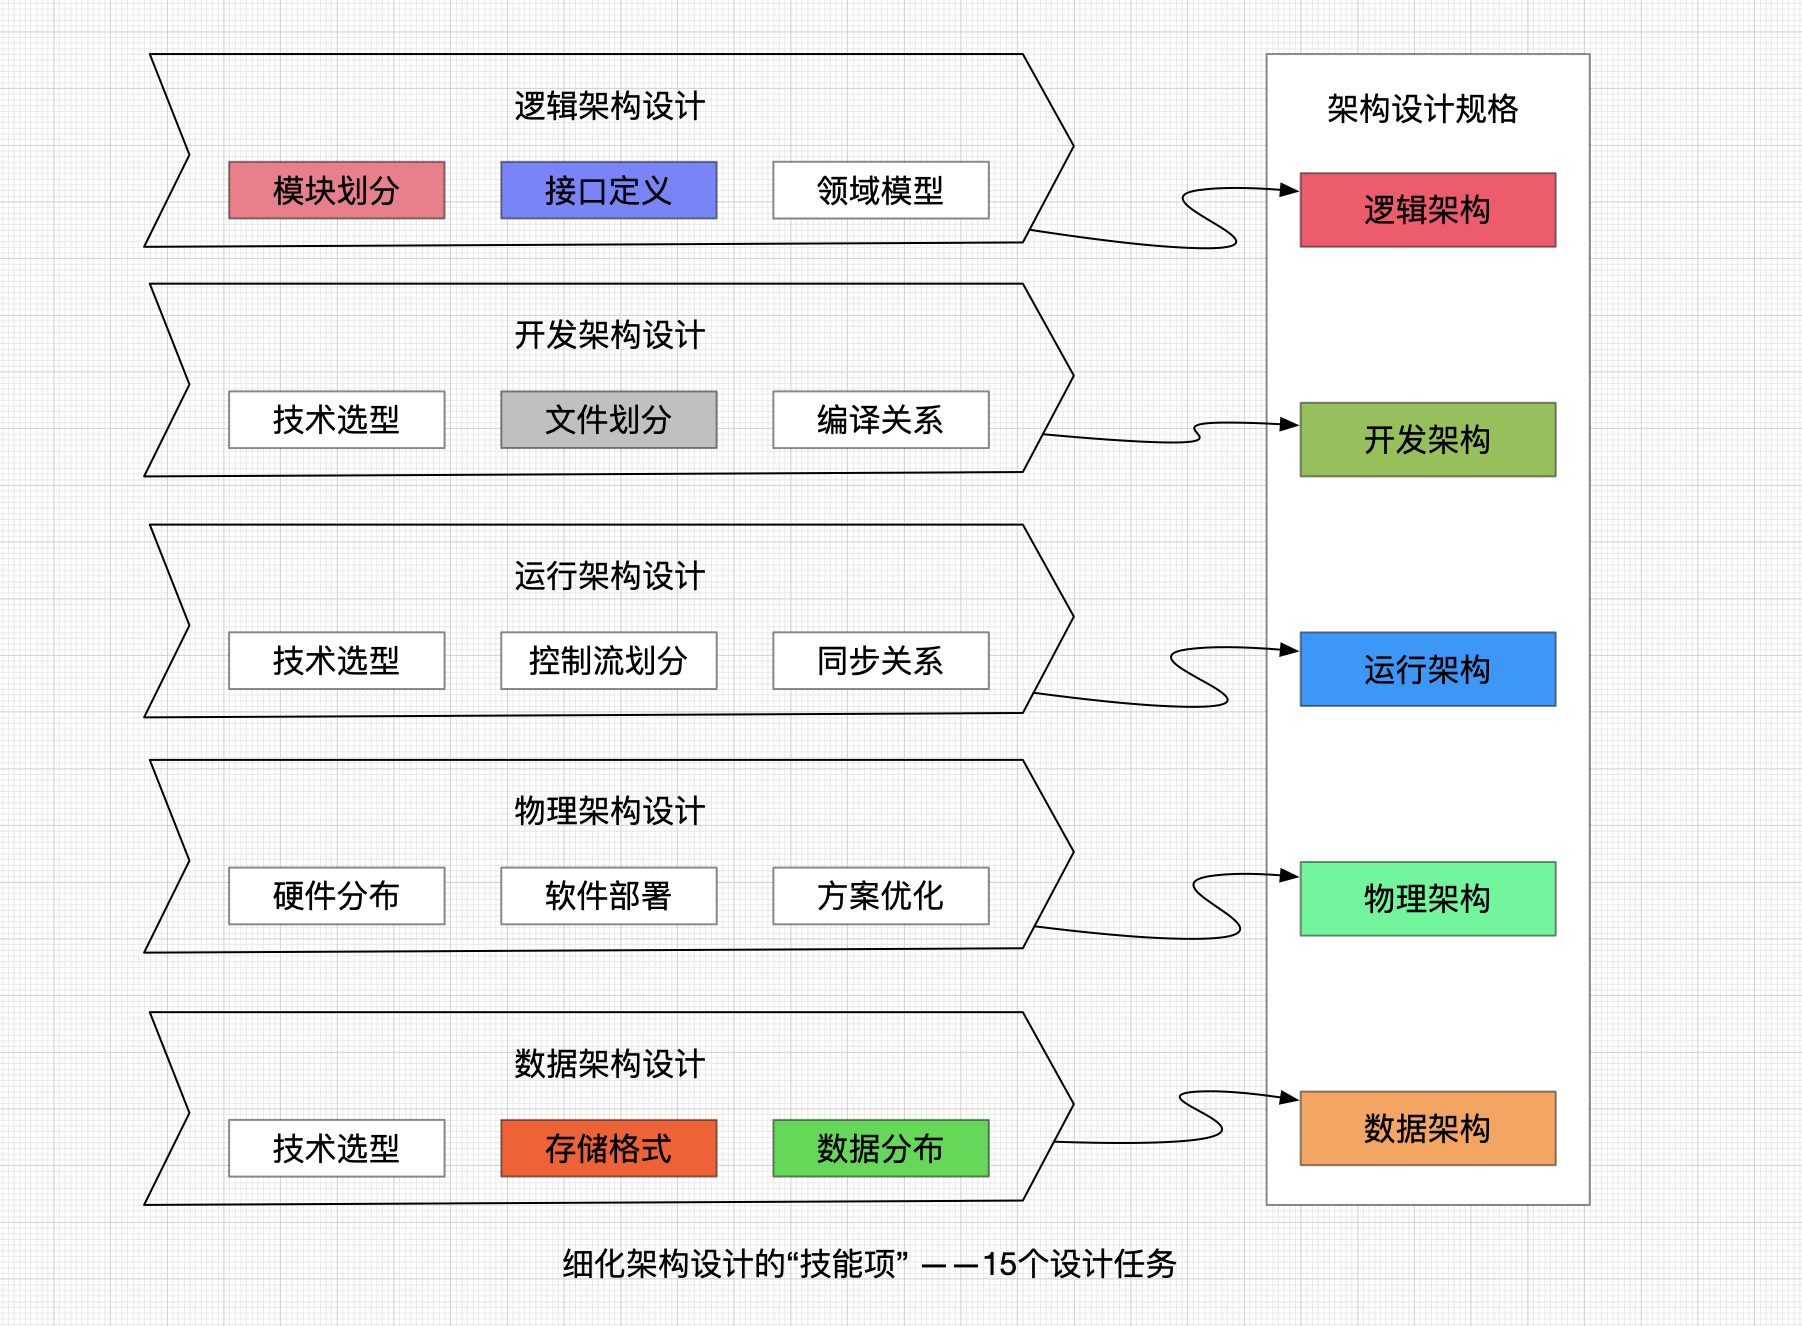 逻辑架构设计
模块划分
接口定义
领域模型
开发架构设计
技术选型
文件划分
编译关系
运行架构设计
技术选型
控制流划分
同步关系
物理架构设计
硬件分布
软件部署
方案优化
数据架构设计
技术选型
存储格式
数据分布
架构设计规格
逻辑架构
开发架构
运行架构
物理架构
数据架构
细化架构设计的“技能项” ——15个设计任务